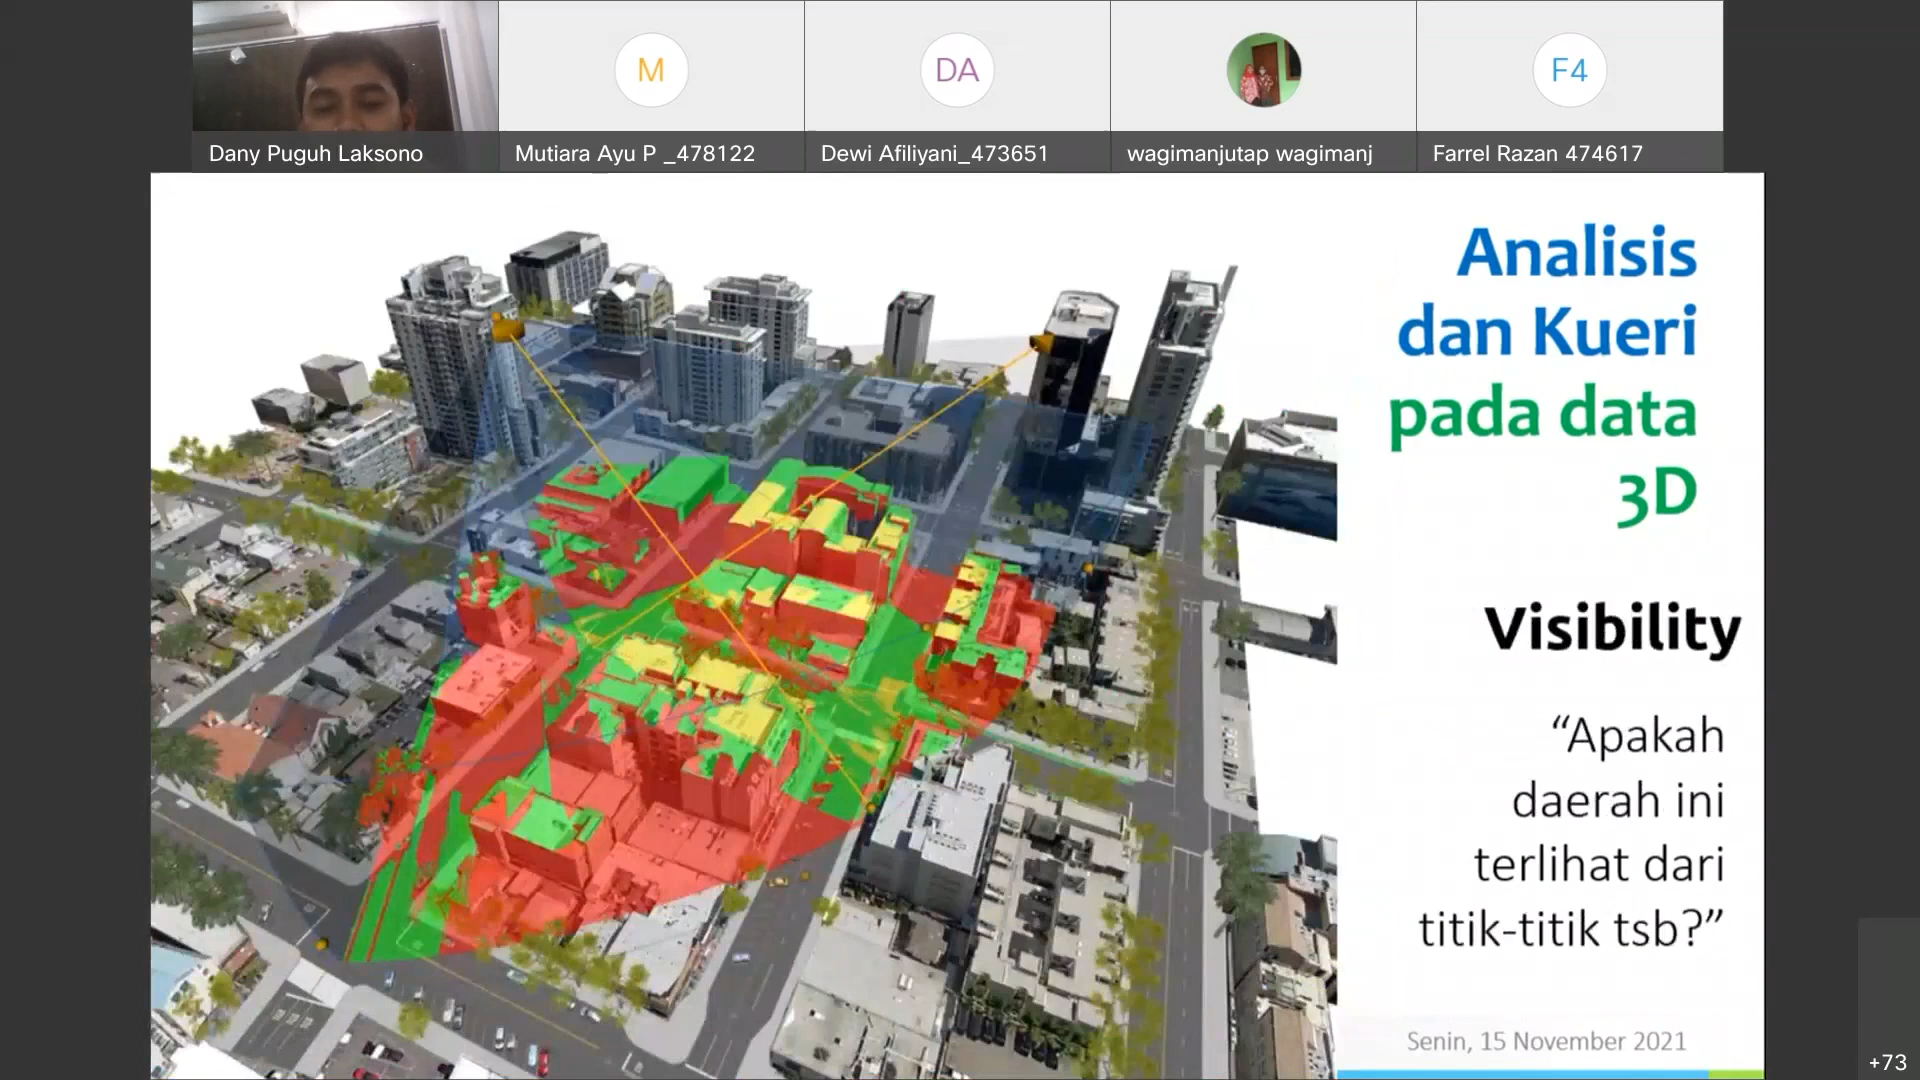 M
DA
F4
Dany Puguh Laksono
Mutiara Ayu P _478122
Dewi Afiliyani_473651
wagimanjutap wagimanj
Farrel Razan 474617
Analisis
dan Kueri
pada data
3D
Visibility
“Apakah
daerah ini
terlihat dari
titik-titik tsb?”
Senin, 15 November 2021
+73